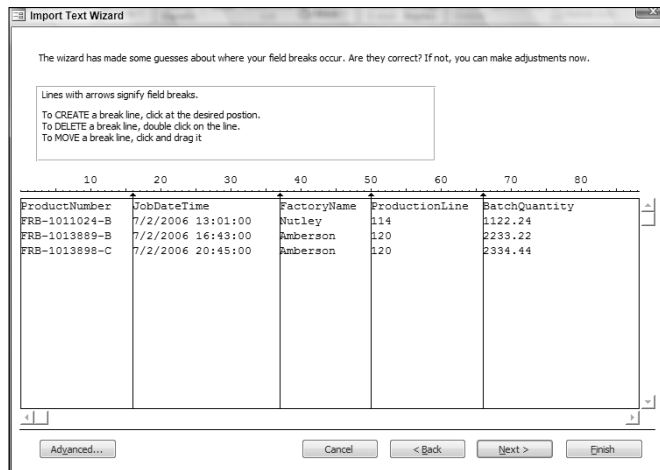 Import Text Wizard
The wizard has made some guesses about where your field breaks occur. Are they correct? If not, you can make adjustments now.
Lines with arrows signify field breaks.
To CREATE a break line, click at the desired postion.
To DELETE a break line, double click on the line.
To MOVE a break line, click and drag it
10 20 30 40 50 60 70 80
ProductNumber JobDateTime FactoryName ProductionLine BatchQuantity
FRB-1011024-B 7/2/2006 13:01:00 Nutley 114 1122.24
FRB-1013889-B 7/2/2006 16:43:00 Amberson 120 2233.22
FRB-1013898-C 7/2/2006 20:45:00 Amberson 120 2334.44
Advanced... Cancel < Back Next > Finish